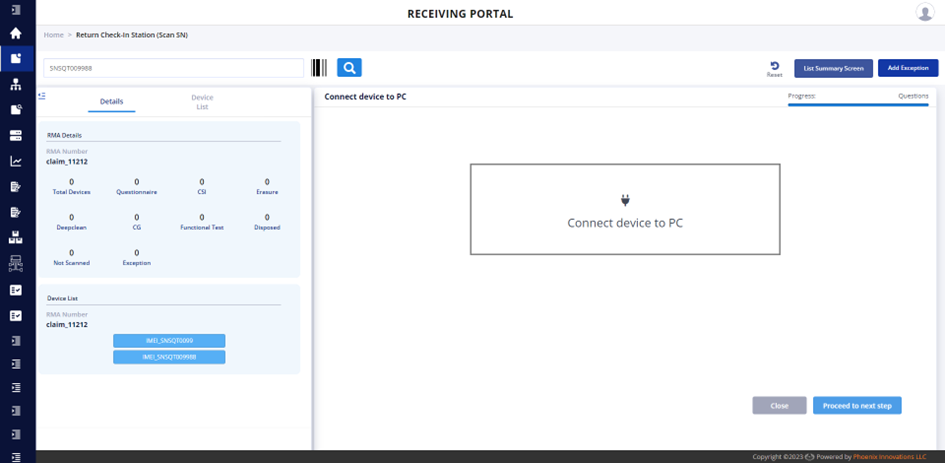 RECEIVING PORTAL
Home > Return Check-In Station (Scan SN)
SNSQT009988
Reset
List Summary Screen
Add Exception
Details
Device List
Connect device to PC
Progress:
Questions
RMA Details
RMA Number
claim_11212
0 0 0 0
Total Devices Questionnaire CSI Erasure
0 0 0 0
Deepclean CG Functional Test Disposed
0 0
Not Scanned Exception
Connect device to PC
Device List
RMA Number
claim_11212
IMEI_SNSQT0009
IMEI_SNSQT009988
Close
Proceed to next step
Copyright ©2023 Powered by Phoenix Innovations LLC